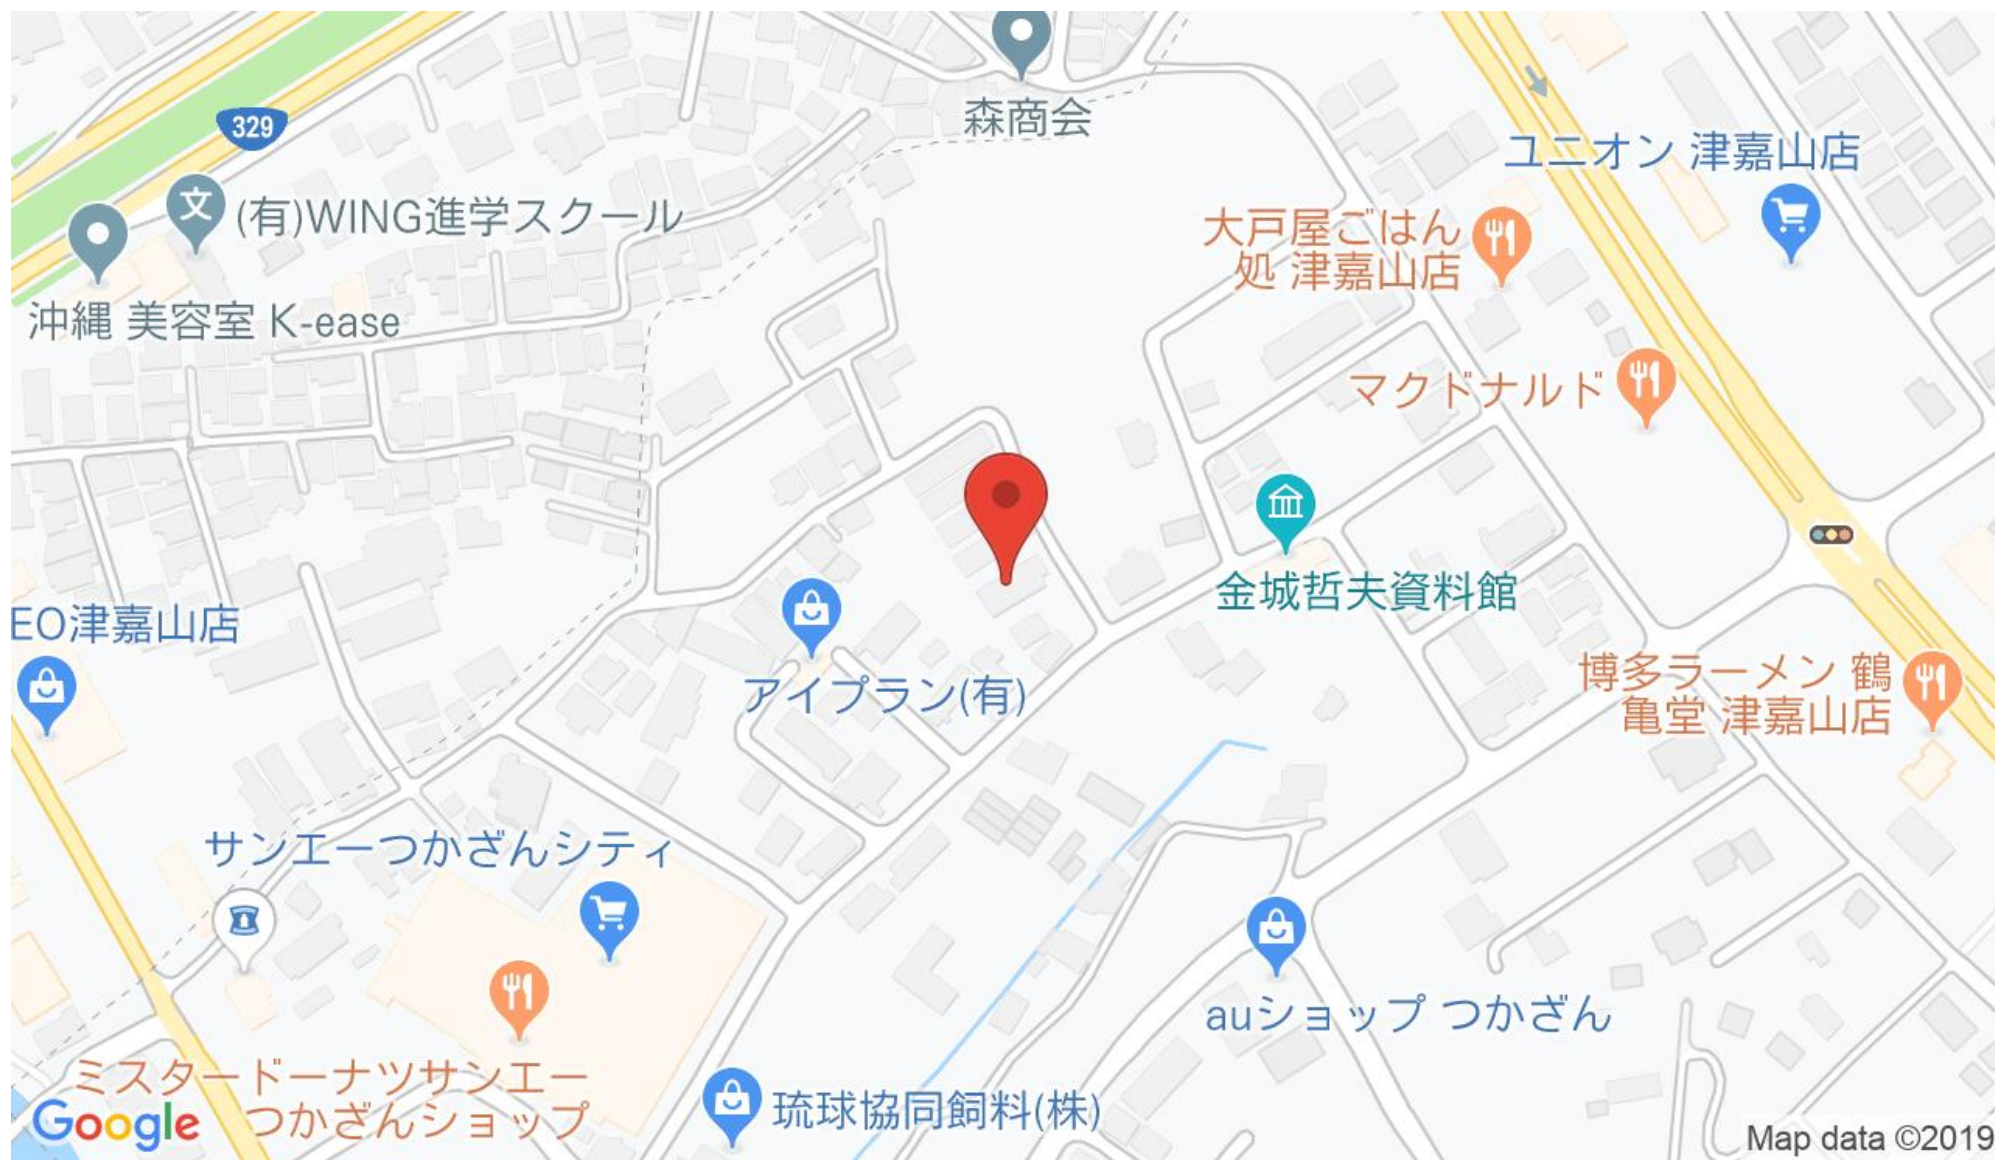 森商会
329
ユニオン 津嘉山店
文
(有)WING進学スクール
大戸屋ごはん
処 津嘉山店
沖縄 美容室 K-ease
マクドナルド
金城哲夫資料館
EO津嘉山店
アイプラン(有)
博多ラーメン 鶴
亀堂 津嘉山店
サンエーつかざんシティ
auショップ つかざん
ミスタードーナツサンエー
つかざんショップ
琉球協同飼料(株)
Google
Map data ©2019